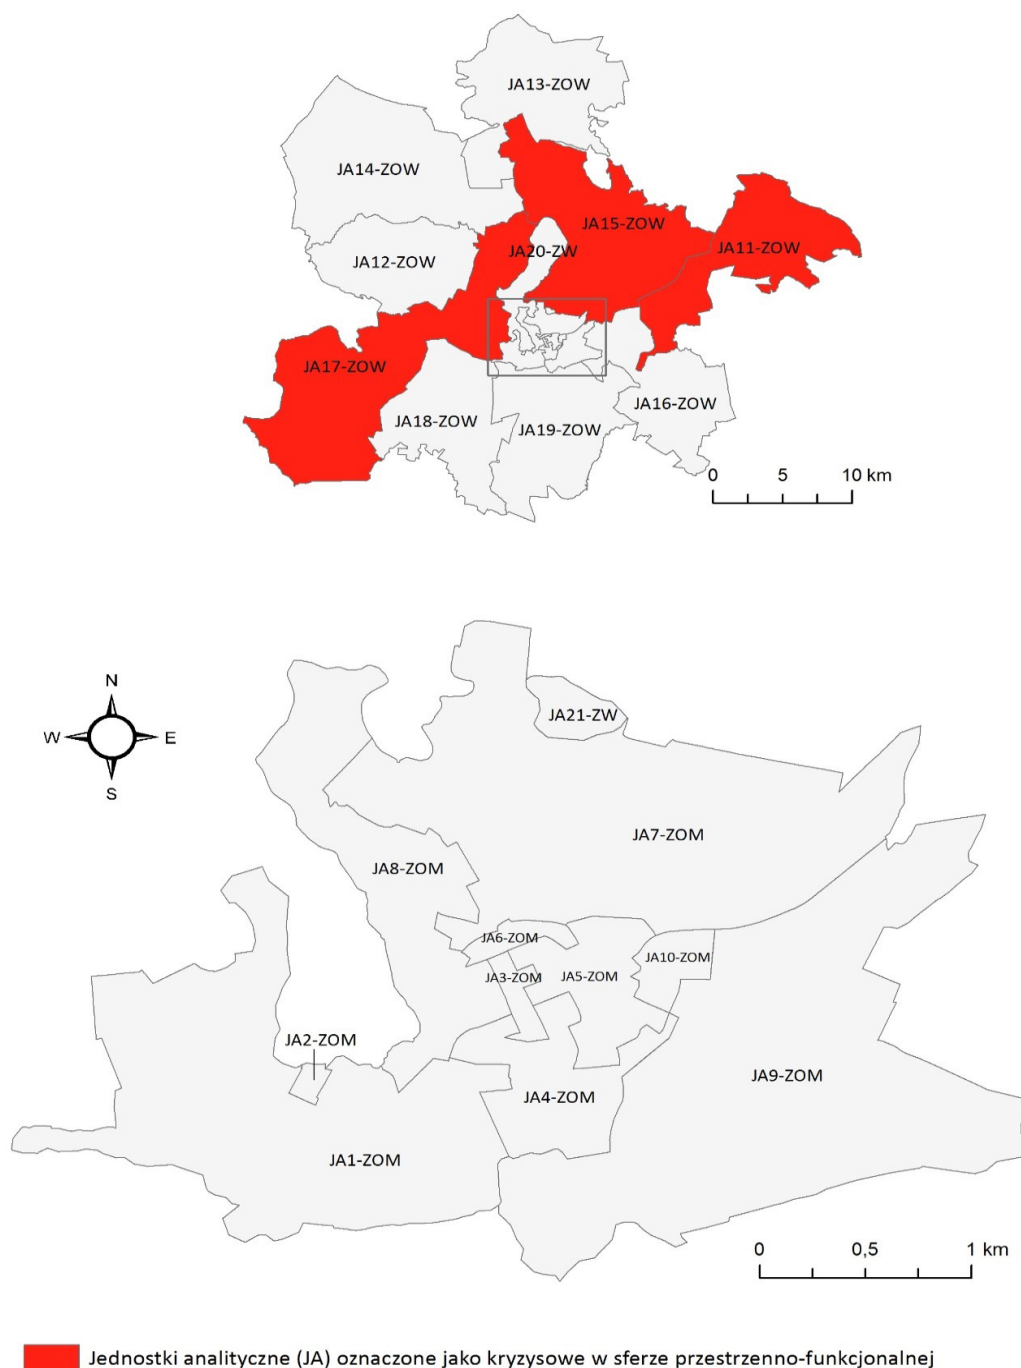 JA13-ZOW
JA14-ZOW
JA15-ZOW
JA11-ZOW
JA20-ZW
JA12-ZOW
JA17-ZOW
JA16-ZOW
JA18-ZOW
JA19-ZOW
0 5 10 km
N
W E
S
JA21-ZW
JA7-ZOM
JA8-ZOM
JA6-ZOM
JA10-ZOM
JA3-ZOM
JA5-ZOM
JA2-ZOM
JA9-ZOM
JA4-ZOM
JA1-ZOM
0 0,5 1 km
Jednostki analityczne (JA) oznaczone jako kryzysowe w sferze przestrzenno-funkcjonalnej